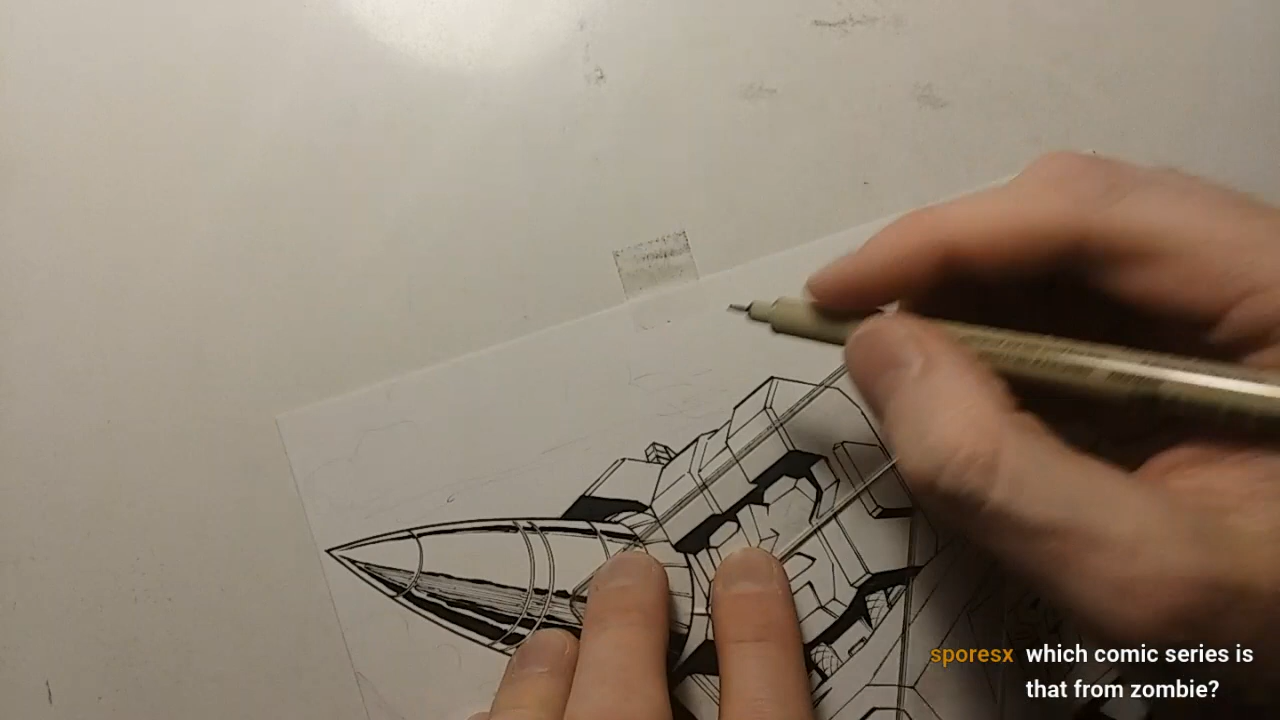 sporesx which comic series is
that from zombie?